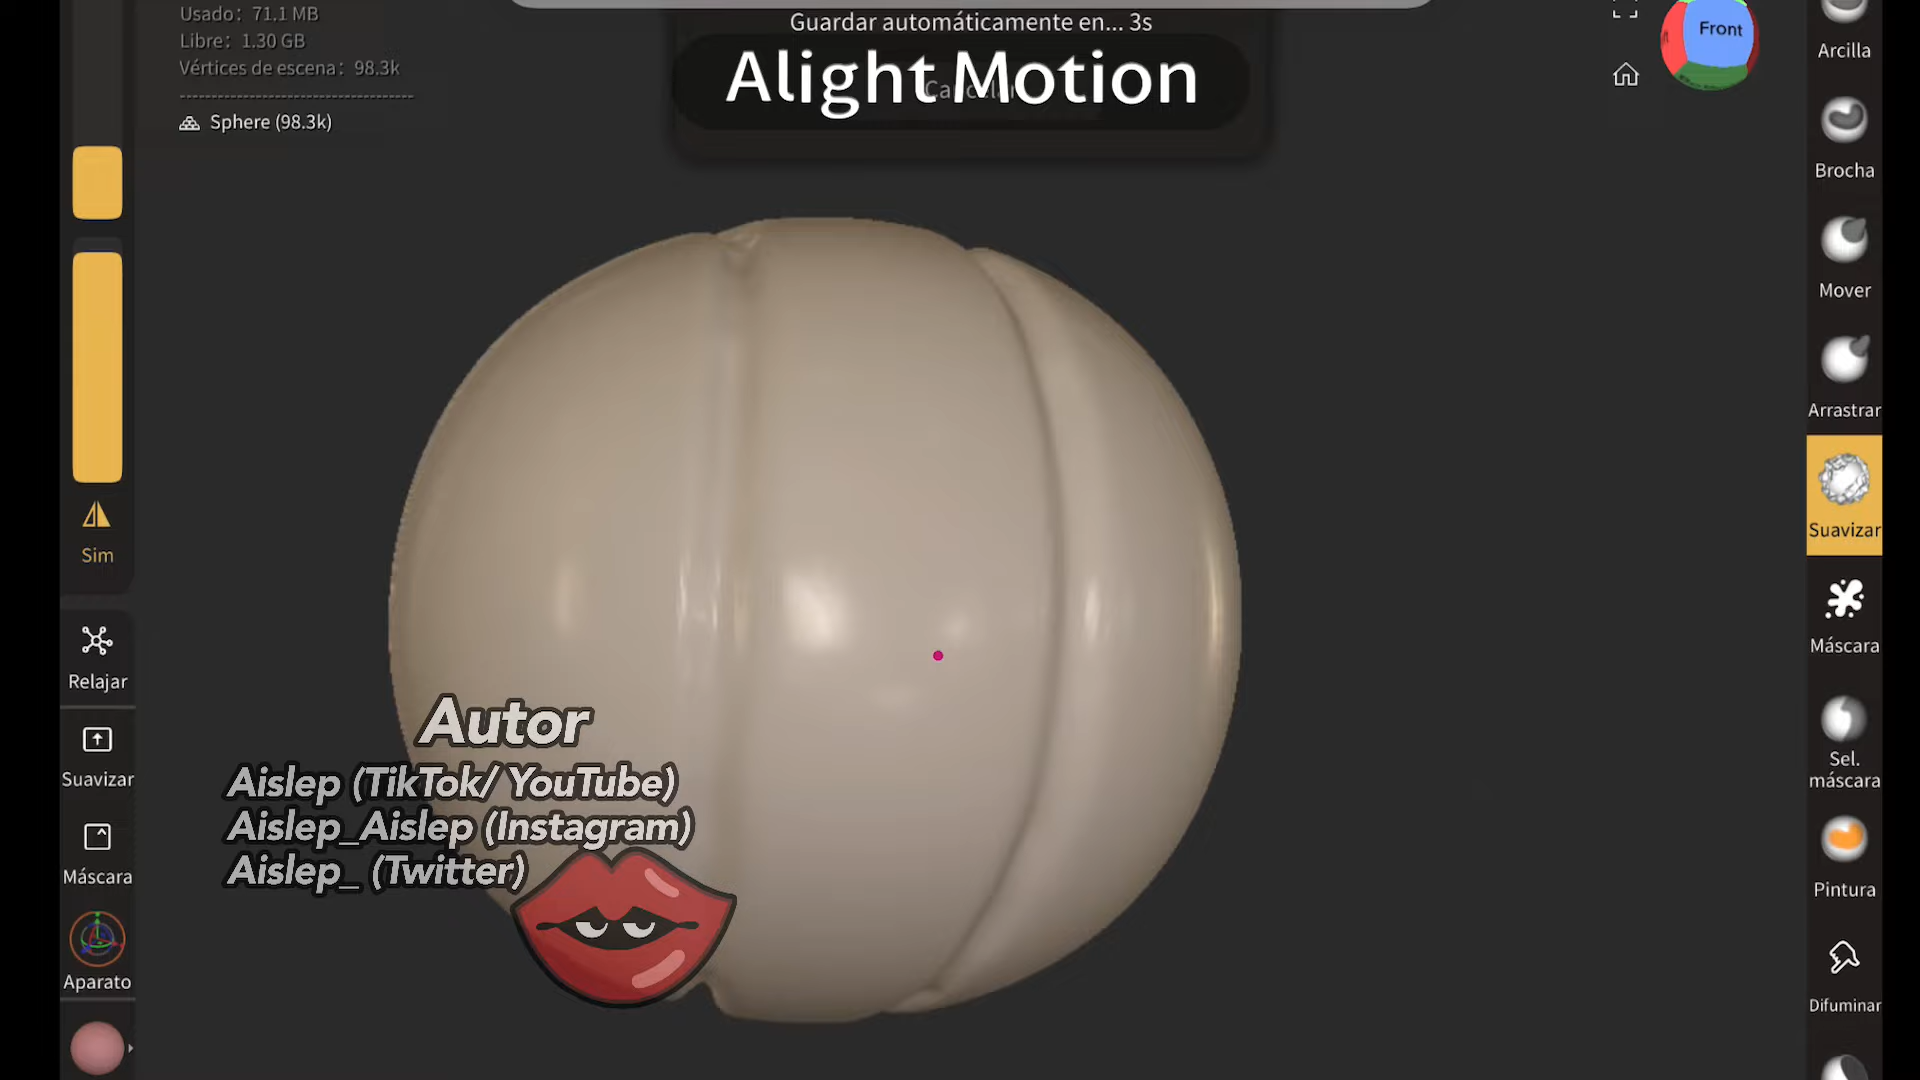 Usado: 71.1 MB
Libre: 1.30 GB
Vértices de escena: 98.3k
Sphere (98.3k)
Guardar automáticamente en... 3s
Alight Motion
Cancelar
Front
Arcilla
Brocha
Mover
Arrastrar
Suavizar
Máscara
Sel.
máscara
Pintura
Difuminar
Sim
Relajar
Suavizar
Máscara
Aparato
Autor
Aislep (TikTok/ YouTube)
Aislep_Aislep (Instagram)
Aislep_ (Twitter)